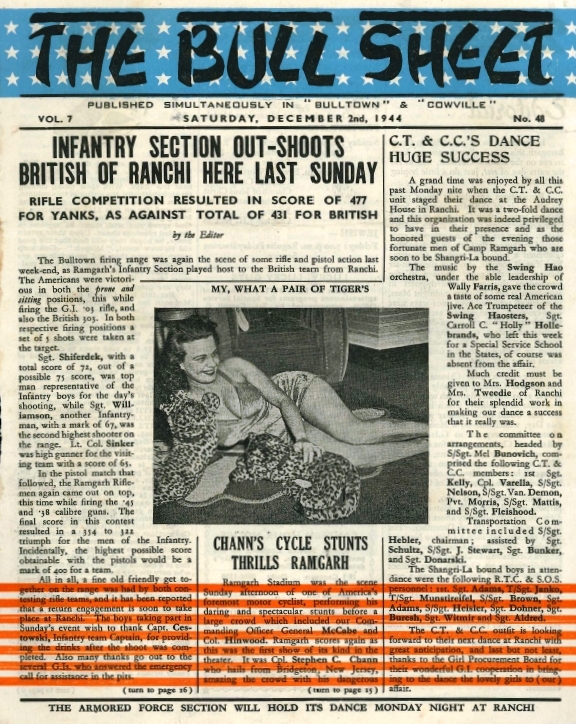 THE BULL SHEET
PUBLISHED SIMULTANEOUSLY IN "BULLTOWN" & "COWVILLE"
VOL. 7 SATURDAY, DECEMBER 2nd, 1944 No. 48
INFANTRY SECTION OUT-SHOOTS
BRITISH OF RANCHI HERE LAST SUNDAY
RIFLE COMPETITION RESULTED IN SCORE OF 477
FOR YANKS, AS AGAINST TOTAL OF 431 FOR BRITISH
by the Editor
The Bulltown firing range was again the scene of some rifle and pistol action last
week-end, as Ramgarh's Infantry Section played host to the British team from Ranchi.
The Americans were victori-
ous in both the prone and
sitting positions, this while
firing the G.I. '03 rifle, and
also the British 303. In both
respective firing positions a
set of 5 shots were taken at
the target.
Sgt. Shiferdek, with a
total score of 72, out of a
possible 75 score, was top
man representative of the
Infantry boys for the day's
shooting, while Sgt. Will-
iamson, another Infantry-
man, with a mark of 67, was
the second highest shooter on
the range. Lt. Col. Sinker
was high gunner for the visit-
ing team with a score of 65.
In the pistol match that
followed, the Ramgarh Rifle-
men again came out on top,
this time firing the '45
and '38 calibre guns. The
final score in this contest
resulted in a 354 to 322
triumph for the men of the Infantry.
Incidentally, the highest possible score
obtainable with the pistols would be a
mark of 400 for a team.
All in all, a fine old friendly get to-
gether on the range was had by both con-
testing rifle teams, and it has been reported
that a return engagement is soon to take
place at Ranchi. The boys taking part in
Sunday's event wish to thank Capt. Ces-
towski, Infantry team Captain, for provid-
ing the drinks after the shoot was com-
pleted. Also many thanks go out to the
several G.I.s. who answered the emergency
call for assistance in the pits.
(turn to page 16)
MY, WHAT A PAIR OF TIGER'S
CHANN'S CYCLE STUNTS
THRILLS RAMGARH
Ramgarh Stadium was the scene
Sunday afternoon of one of America's
foremost motor cyclist, performing his
daring and spectacular stunts before a
large crowd which included our Com-
manding Officer General McCabe and
Col. Hinwood. Ramgarh scores again as
this was the first show of its kind in the
theater. It was Cpl. Stephen C. Chann
who hails from Bridgeton, New Jersey,
amazing the crowd with his dangerous
(turn to page 15)
C.T. & C.C.'S DANCE
HUGE SUCCESS
A grand time was enjoyed by all this
past Monday nite when the C.T. & C.C.
unit staged their dance at the Audrey
House in Ranchi. It was a two-fold dance
and this organization was indeed privileged
to have in their presence and as the
honored guests of the evening those
fortunate men of Camp Ramgarh who are
soon to be Shangri-La bound.
The music by the Swing Hao
orchestra, under the able leadership of
Wally Farris, gave the crowd
a taste of some real American
jive. Ace Trumpeteer of the
Swing Haosters, Sgt.
Carroll C. "Holly" Holle-
brands, who left this week
for a Special Service School
in the States, of course was
absent from the affair.
Much credit must be
given to Mrs. Hodgson and
Mrs. Tweedie of Ranchi
for their splendid work in
making our dance a success
that it really was.
The committee on
arrangements, headed by
S/Sgt. Mel Bunovich, com-
prised the following C.T. &
C.C. members: 1st Sgt.
Kelly, Cpl. Varella, S/Sgt.
Nelson, S/Sgt. Van. Demon,
Pvt. Morris, S/Sgt. Mattis,
and S/Sgt. Fleishood.
Transportation Com-
mittee included S/Sgt.
Hebler, chairman; assisted by Sgt.
Schultz, S/Sgt. J. Stewart, Sgt. Bunker,
and Sgt. Donarski.
The Shangri-La bound boys in atten-
dance were the following R.T.C. & S.O.S.
personnel: 1st Sgt. Adams, T/Sgt. Janko,
T/Sgt. Munsteifel, S/Sgt. Brown, Sgt.
Adams, S/Sgt. Heisler, Sgt. Dohner, Sgt.
Buresh, Sgt. Witmir and Sgt. Aldred.
The C.T. & C.C. outfit is looking
forward to their next dance at Ranchi with
great anticipation, and last but not least,
thanks to the Girl Procurement Board for
their wonderful G.I. cooperation in bring-
ing to the dance the lovely girls to (our)
affair.
THE ARMORED FORCE SECTION WILL HOLD ITS DANCE MONDAY NIGHT AT RANCHI